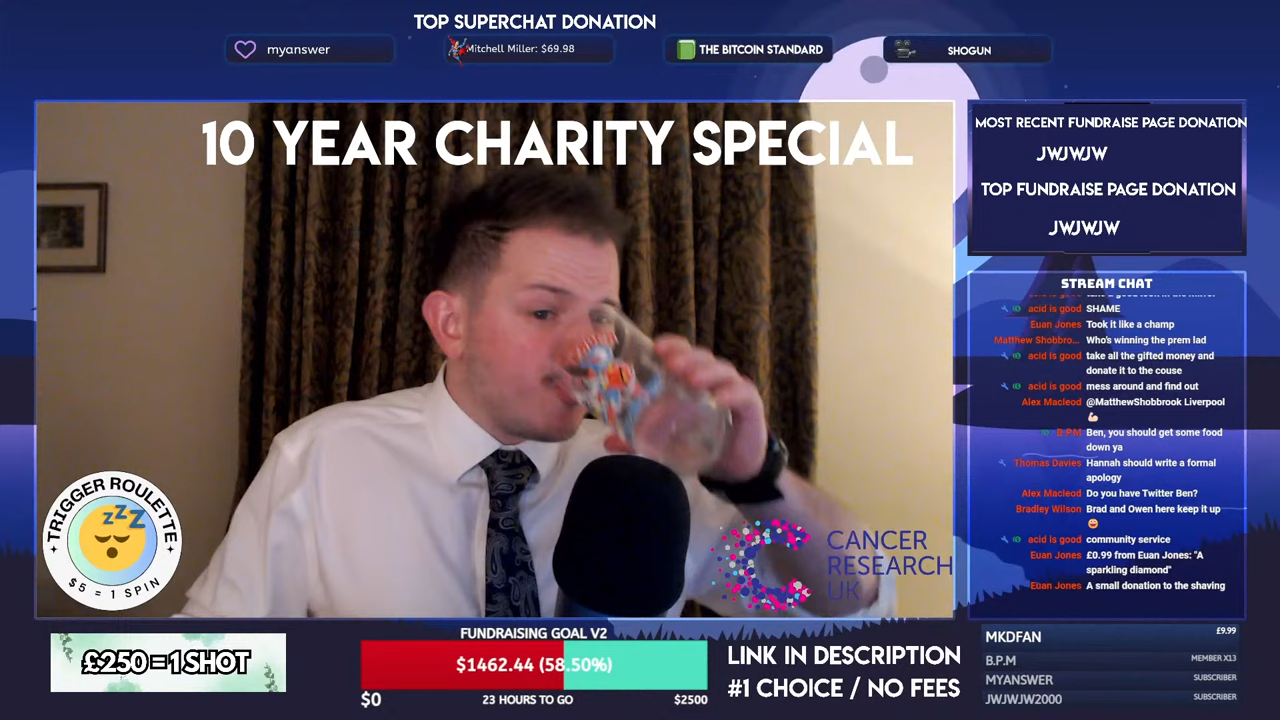 TOP SUPERCHAT DONATION
myanswer
Mitchell Miller: $69.98
THE BITCOIN STANDARD
SHOGUN
10 YEAR CHARITY SPECIAL
MOST RECENT FUNDRAISE PAGE DONATION
JWJWJW
TOP FUNDRAISE PAGE DONATION
JWJWJW
STREAM CHAT
acid is good SHAME
Euan Jones Took it like a champ
Matthew Shobbro... Who's winning the prem lad
acid is good take all the gifted money and
donate it to the couse
acid is good mess around and find out
Alex Macleod @MatthewShobbrook Liverpool
B.P.M Ben, you should get some food
down ya
Thomas Davies Hannah should write a formal
apology
Alex Macleod Do you have Twitter Ben?
Bradley Wilson Brad and Owen here keep it up
acid is good community service
Euan Jones £0.99 from Euan Jones: "A
sparkling diamond"
Euan Jones A small donation to the shaving
TRIGGER ROULETTE
zzz
$5 = 1 SPIN
CANCER
RESEARCH
UK
£250 = 1 SHOT
FUNDRAISING GOAL V2
$1462.44 (58.50%)
$0 23 HOURS TO GO $2500
LINK IN DESCRIPTION
#1 CHOICE / NO FEES
MKDFAN £9.99
B.P.M MEMBER X13
MYANSWER SUBSCRIBER
JWJWJW2000 SUBSCRIBER